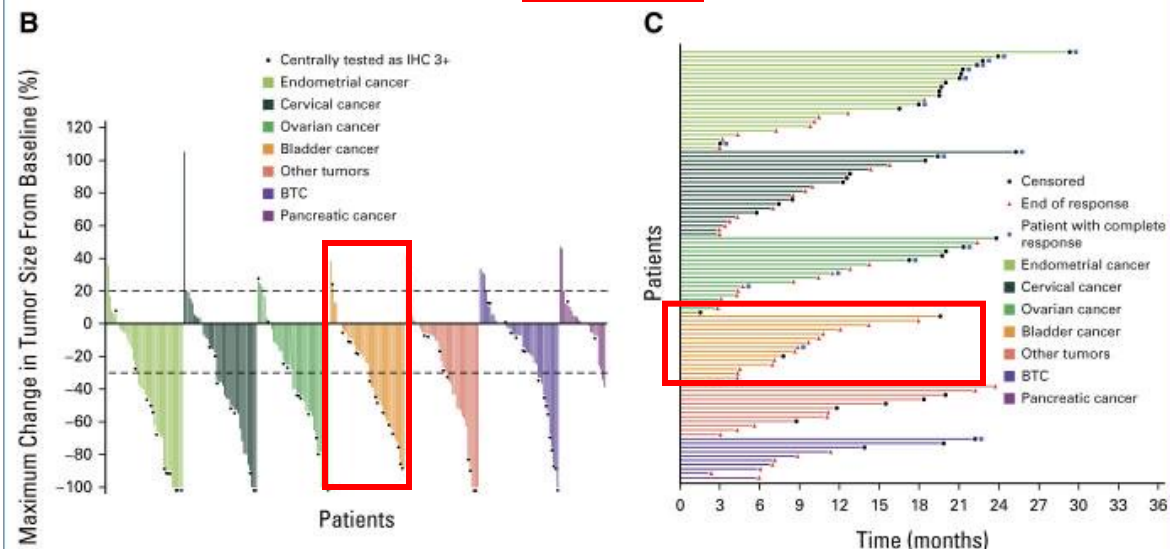 B
Maximum Change in Tumor Size From Baseline (%)
Centrally tested as IHC 3+
Endometrial cancer
Cervical cancer
Ovarian cancer
Bladder cancer
Other tumors
BTC
Pancreatic cancer
120
100
80
60
40
20
0
−20
−40
−60
−80
−100
Patients
C
Patients
Censored
End of response
Patient with complete
response
Endometrial cancer
Cervical cancer
Ovarian cancer
Bladder cancer
Other tumors
BTC
Pancreatic cancer
0 3 6 9 12 15 18 21 24 27 30 33 36
Time (months)